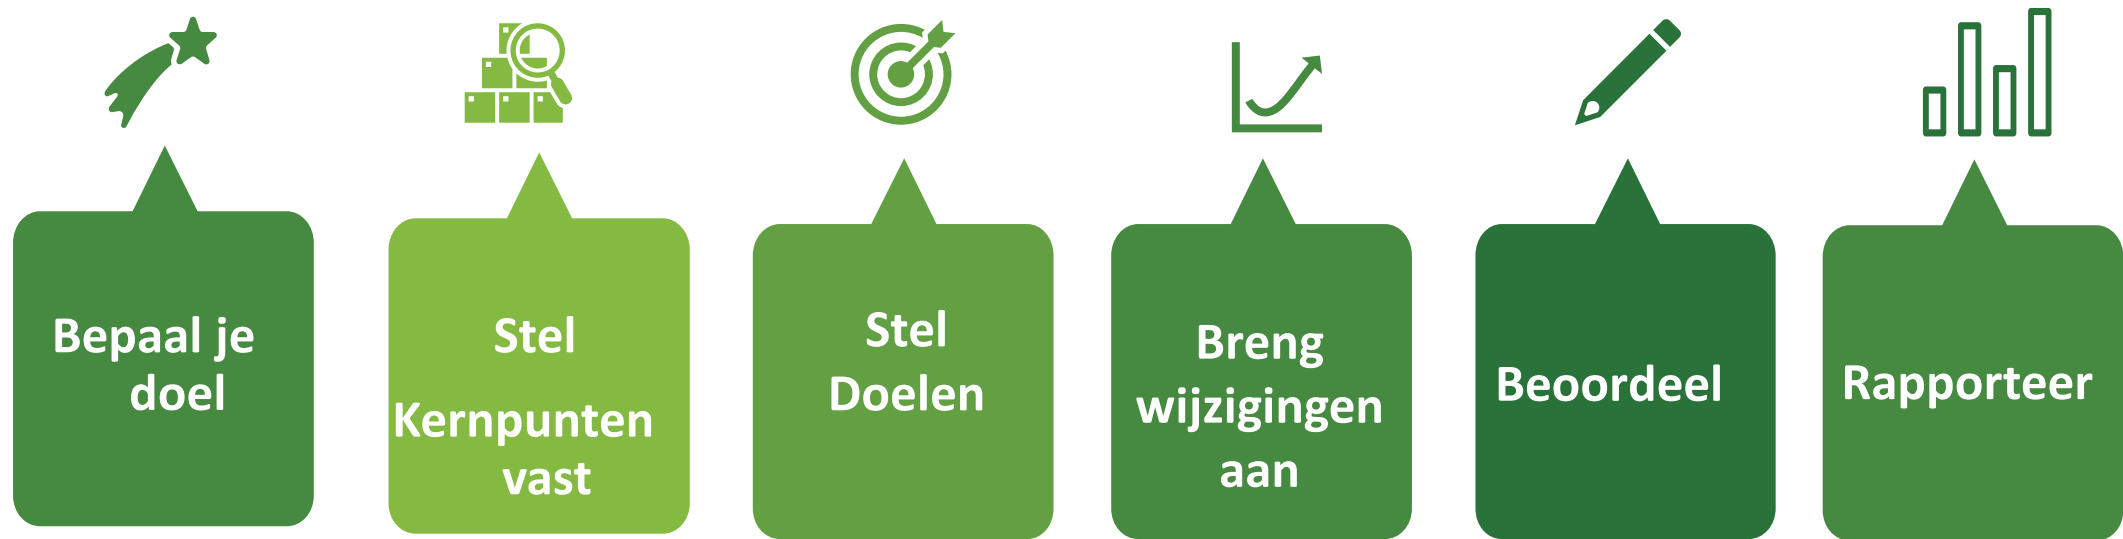 Bepaal je
doel
Stel
Kernpunten
vast
Stel
Doelen
Breng
wijzigingen
aan
Beoordeel
Rapporteer